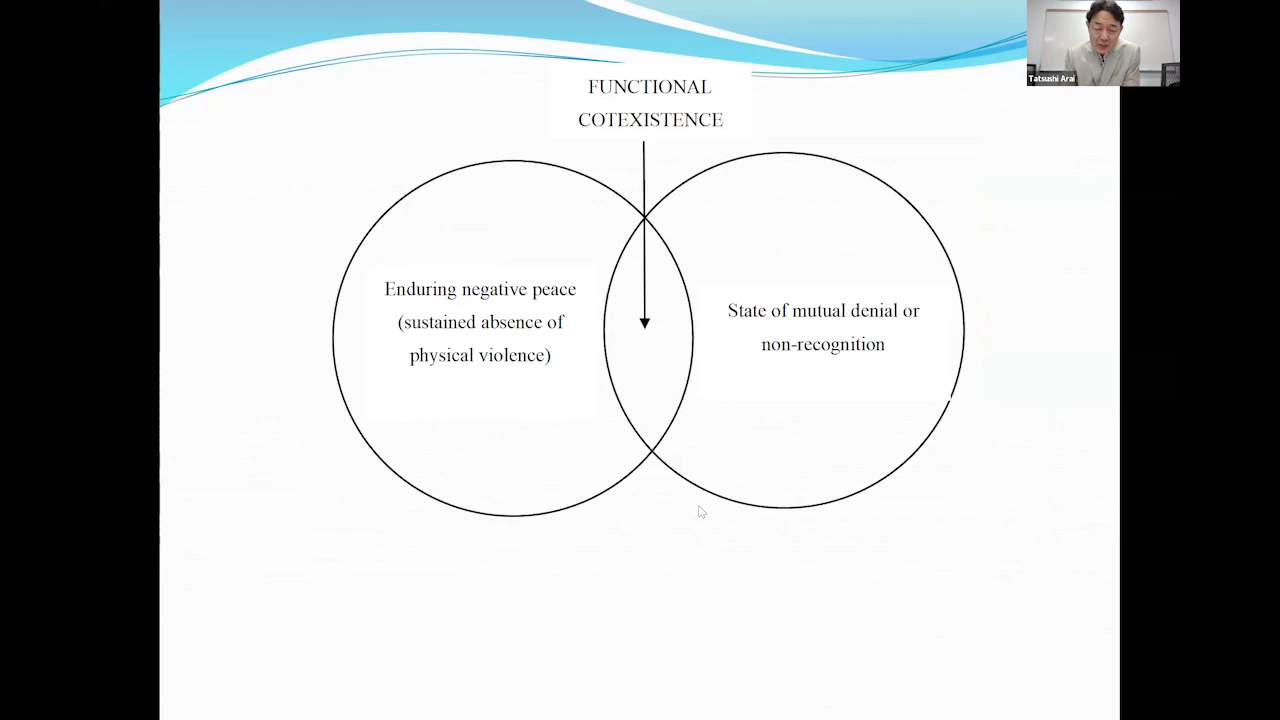 FUNCTIONAL
COTEXISTENCE
Enduring negative peace
(sustained absence of
physical violence)
State of mutual denial or
non-recognition
Tatsushi Arai